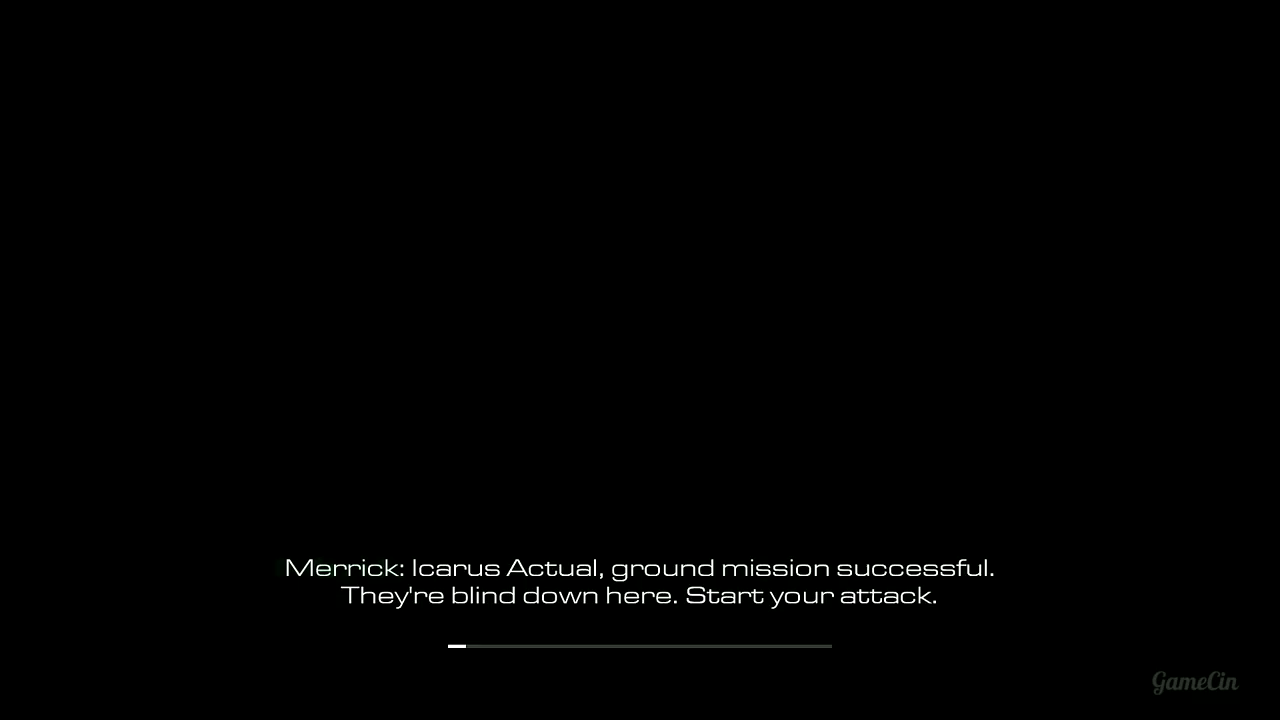 Merrick: Icarus Actual, ground mission successful.
They're blind down here. Start your attack.
GameCin